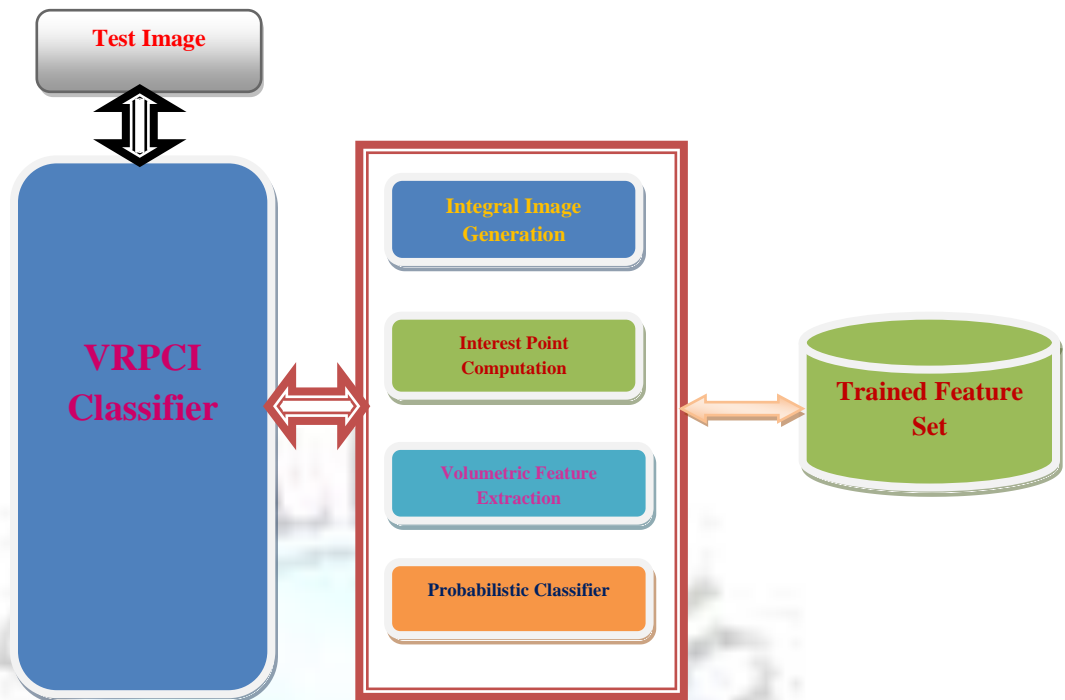 Test Image
VRPCI
Classifier
Integral Image
Generation
Interest Point
Computation
Volumetric Feature
Extraction
Probabilistic Classifier
Trained Feature
Set